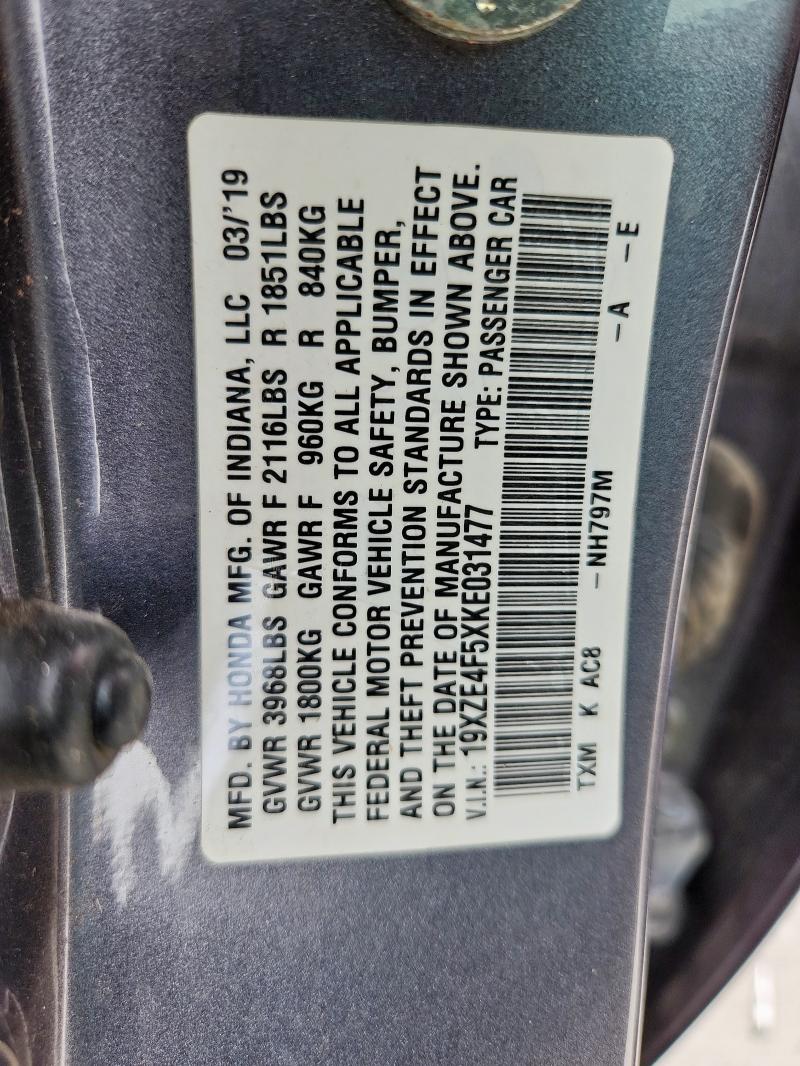 MFD. BY HONDA MFG. OF INDIANA, LLC 03/'19
GVWR 3968LBS GAWR F 2116LBS R 1851LBS
GVWR 1800KG GAWR F 960KG R 840KG
THIS VEHICLE CONFORMS TO ALL APPLICABLE
FEDERAL MOTOR VEHICLE SAFETY, BUMPER,
AND THEFT PREVENTION STANDARDS IN EFFECT
ON THE DATE OF MANUFACTURE SHOWN ABOVE.
V.I.N.: 19XZE4F5XKE031477 TYPE: PASSENGER CAR
TXM K AC8 -NH797M -A -E